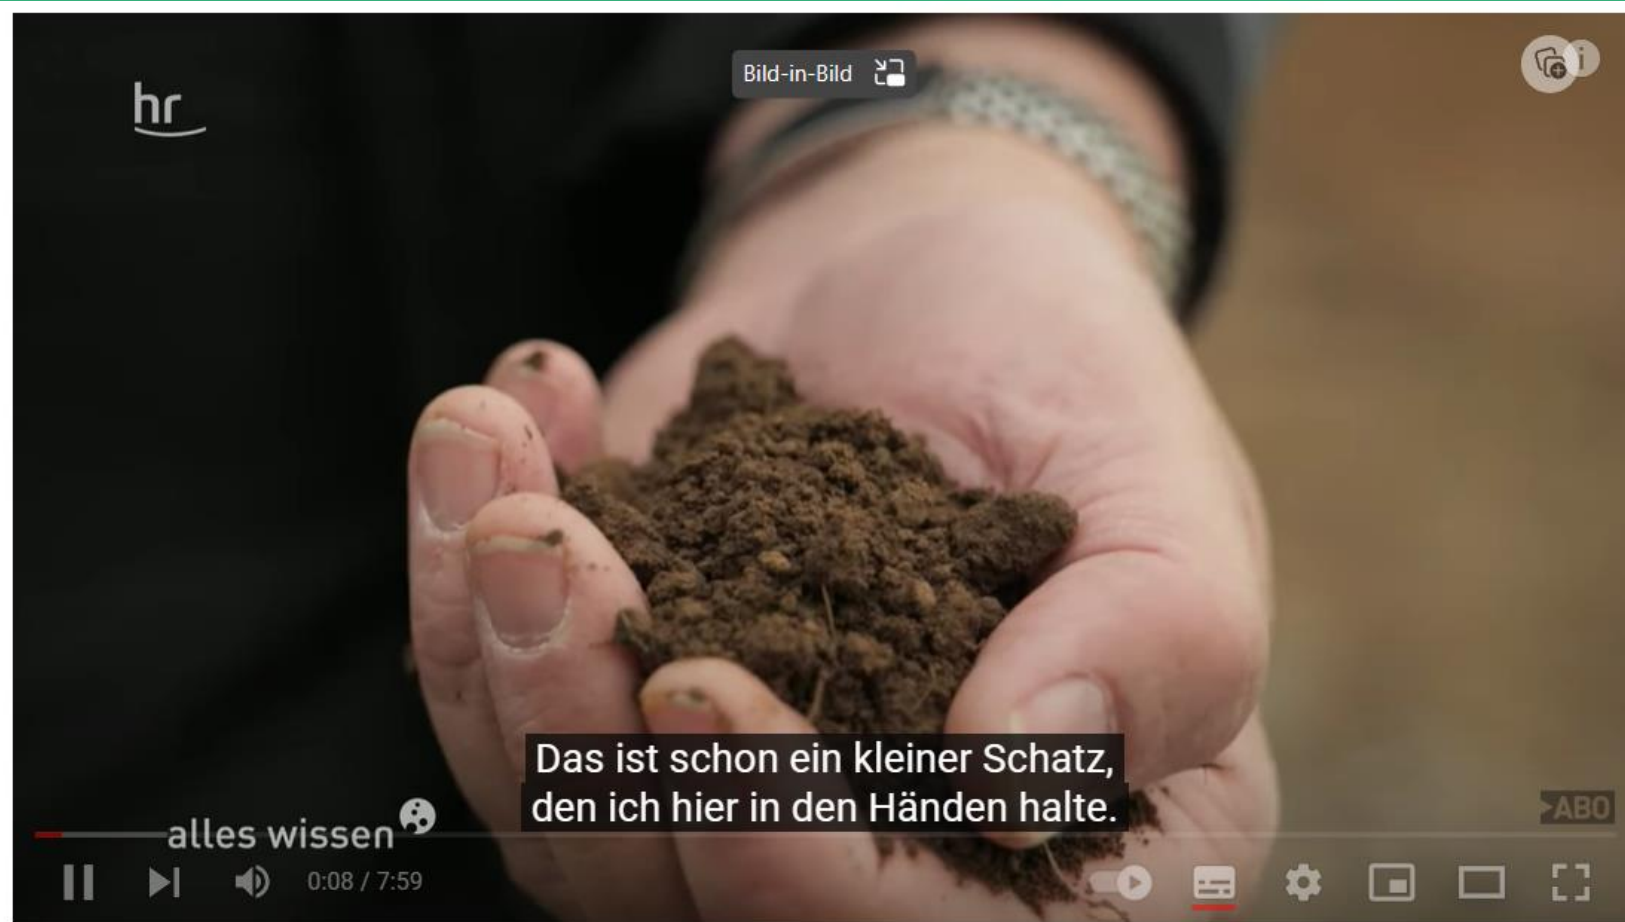 Bild-in-Bild
hr
i
Das ist schon ein kleiner Schatz,
den ich hier in den Händen halte.
>ABO
alles wissen
0:08 / 7:59